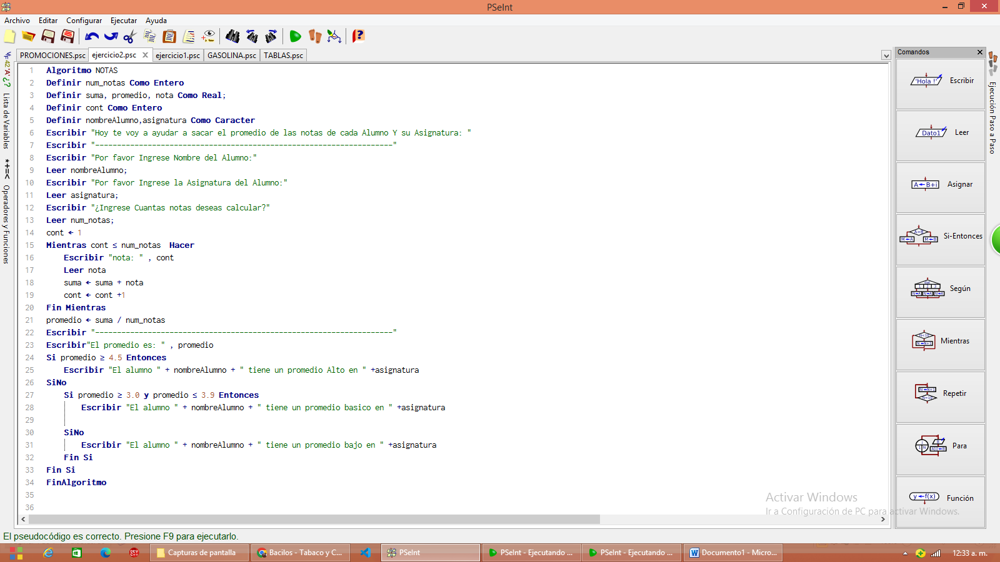 PSeInt
Archivo Editar Configurar Ejecutar Ayuda
PROMOCIONES.psc ejercicio2.psc ejercicio1.psc GASOLINA.psc TABLAS.psc
1 Algoritmo NOTAS
2 Definir num_notas Como Entero
3 Definir suma, promedio, nota Como Real;
4 Definir cont Como Entero
5 Definir nombreAlumno,asignatura Como Caracter
6 Escribir "Hoy te voy a ayudar a sacar el promedio de las notas de cada Alumno Y su Asignatura: "
7 Escribir "--------------------------------------------------------------------"
8 Escribir "Por favor Ingrese Nombre del Alumno:"
9 Leer nombreAlumno;
10 Escribir "Por favor Ingrese la Asignatura del Alumno:"
11 Leer asignatura;
12 Escribir "¿Ingrese Cuantas notas deseas calcular?"
13 Leer num_notas;
14 cont ← 1
15 Mientras cont ≤ num_notas Hacer
16 Escribir "nota: " , cont
17 Leer nota
18 suma ← suma + nota
19 cont ← cont +1
20 Fin Mientras
21 promedio ← suma / num_notas
22 Escribir "--------------------------------------------------------------------"
23 Escribir"El promedio es: " , promedio
24 Si promedio ≥ 4.5 Entonces
25 Escribir "El alumno " + nombreAlumno + " tiene un promedio Alto en " +asignatura
26 SiNo
27 Si promedio ≥ 3.0 y promedio ≤ 3.9 Entonces
28 Escribir "El alumno " + nombreAlumno + " tiene un promedio basico en " +asignatura
29
30 SiNo
31 Escribir "El alumno " + nombreAlumno + " tiene un promedio bajo en " +asignatura
32 Fin Si
33 Fin Si
34 FinAlgoritmo
35
36
Lista de Variables
Operadores y Funciones
Comandos
'Hola !' Escribir
Dato1 Leer
A←B+i Asignar
A>B M←A M←B Si-Entonces
Según
Mientras
Repetir
Para
y←f(x) Función
Ejecución Paso a Paso
Activar Windows
Ir a Configuración de PC para activar Windows.
El pseudocódigo es correcto. Presione F9 para ejecutarlo.
Capturas de pantalla
Bacilos - Tabaco y C...
PSeInt
PSeInt - Ejecutando ...
PSeInt - Ejecutando ...
Documento1 - Micro...
12:33 a. m.